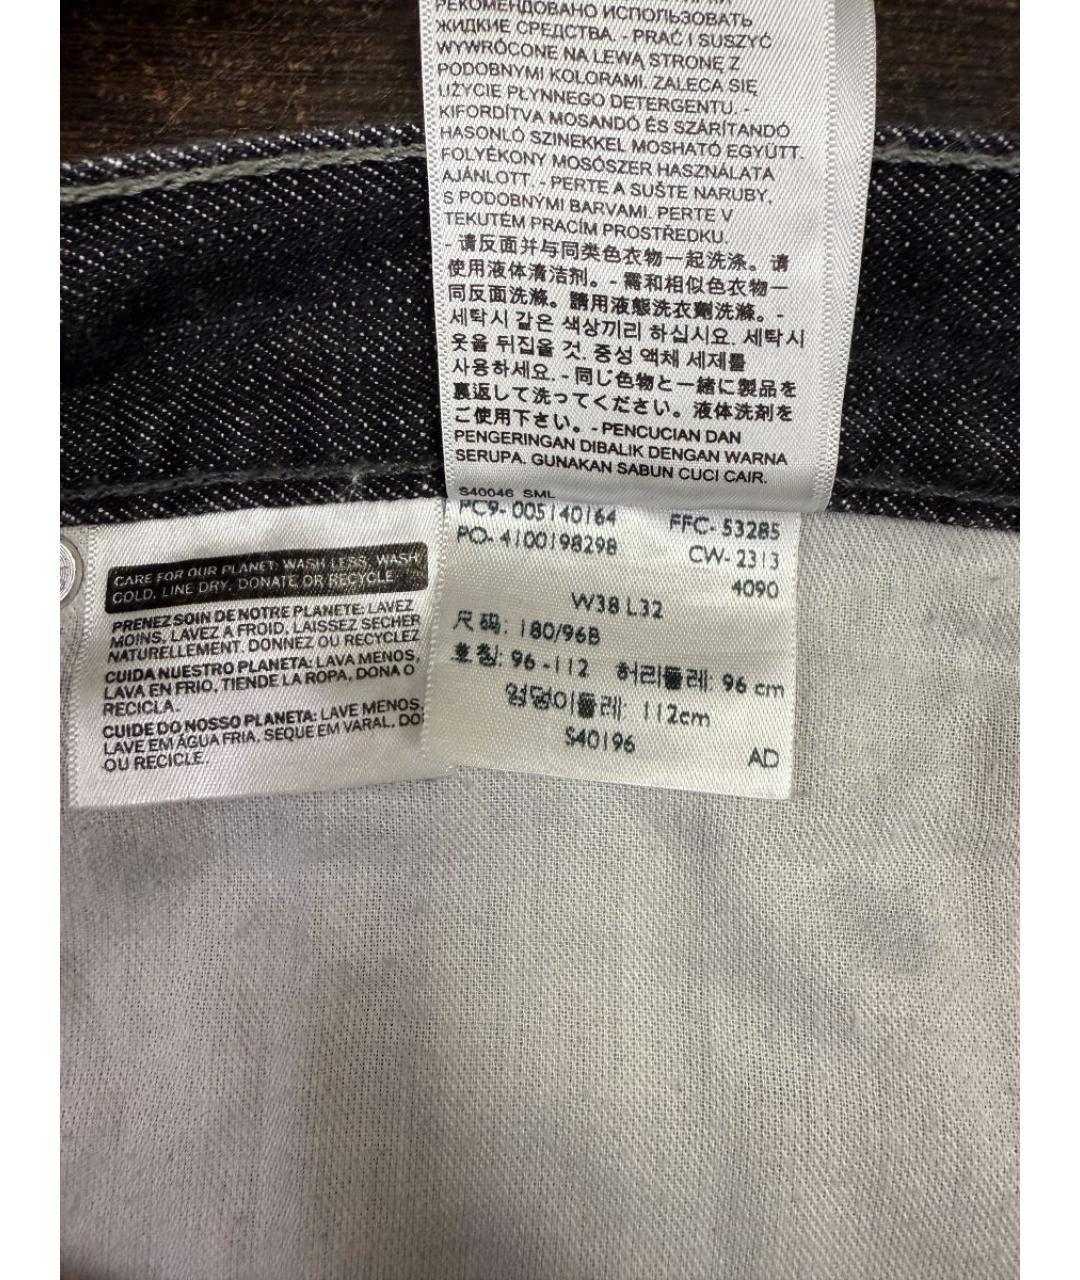 РЕКОМЕНДОВАНО ИСПОЛЬЗОВАТЬ
ЖИДКИЕ СРЕДСТВА. - PRAĆ I SUSZYĆ
WYWRÓCONE NA LEWĄ STRONĘ Z
PODOBNYMI KOLORAMI. ZALECA SIĘ
UŻYCIE PŁYNNEGO DETERGENTU. -
KIFORDÍTVA MOSANDÓ ÉS SZÁRÍTANDÓ
HASONLÓ SZINEKKEL MOSHATÓ EGYÜTT.
FOLYÉKONY MOSÓSZER HASZNÁLATA
AJÁNLOTT. - PERTE A SUŠTE NARUBY,
S PODOBNÝMI BARVAMI. PERTE V
TEKUTÉM PRACÍM PROSTŘEDKU.
- 请反面并与同类色衣物一起洗涤。请
使用液体清洁剂。- 需和相似色衣物一
同反面洗滌。請用液態洗衣劑洗滌。-
세탁시 같은 색상끼리 하십시요. 세탁시
옷을 뒤집을 것. 중성 액체 세제를
사용하세요. - 同じ色物と一緒に製品を
裏返して洗ってください。液体洗剤を
ご使用下さい。- PENCUCIAN DAN
PENGERINGAN DIBALIK DENGAN WARNA
SERUPA. GUNAKAN SABUN CUCI CAIR.
S40046 SML
PC9- 005140164 FFC- 53285
PO- 4100198298 CW- 2313
4090
W38 L32
尺码: 180/96B
호칭: 96 -112 허리둘레: 96 cm
엉덩이둘레 112cm
S40196
AD
CARE FOR OUR PLANET: WASH LESS, WASH
COLD, LINE DRY, DONATE OR RECYCLE
PRENEZ SOIN DE NOTRE PLANETE: LAVEZ
MOINS, LAVEZ A FROID, LAISSEZ SECHER
NATURELLEMENT. DONNEZ OU RECYCLEZ
CUIDA NUESTRO PLANETA: LAVA MENOS,
LAVA EN FRIO, TIENDE LA ROPA, DONA O
RECICLA.
CUIDE DO NOSSO PLANETA: LAVE MENOS,
LAVE EM ÁGUA FRIA, SEQUE EM VARAL, DOE
OU RECICLE.